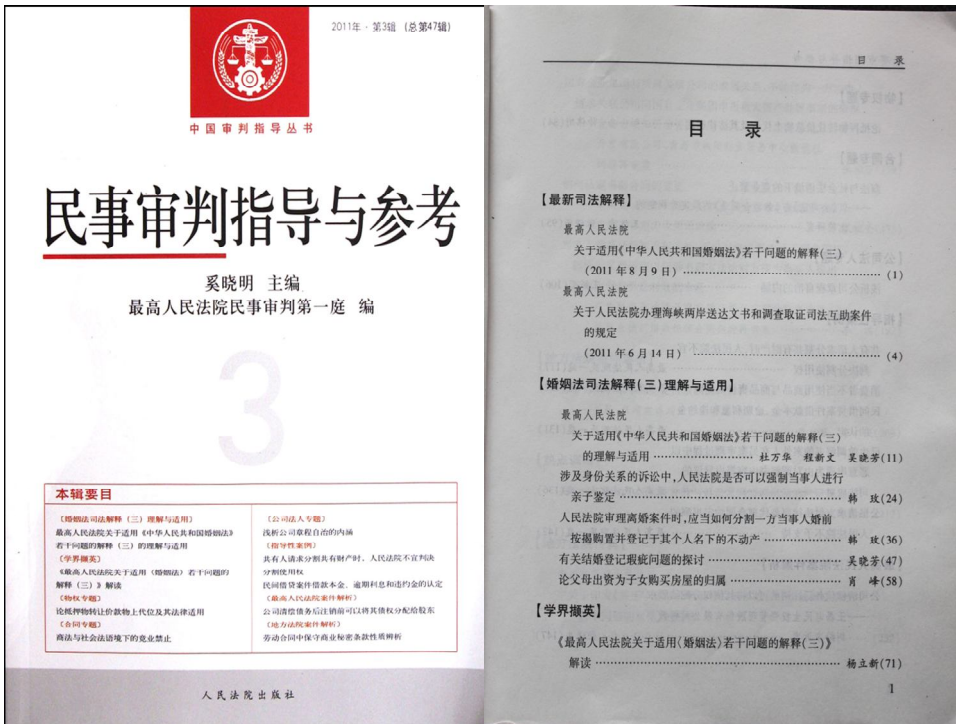 2011年·第3辑（总第47辑）
中国审判指导丛书
民事审判指导与参考
奚晓明 主编
最高人民法院民事审判第一庭 编
3
本辑要目
〔婚姻法司法解释（三）理解与适用〕
最高人民法院关于适用《中华人民共和国婚姻法》
若干问题的解释（三）的理解与适用
〔学界撷英〕
《最高人民法院关于适用〈婚姻法〉若干问题的
解释（三）》解读
〔物权专题〕
论抵押物转让价款物上代位及其法律适用
〔合同专题〕
商法与社会法语境下的竞业禁止
〔公司法人专题〕
浅析公司章程自治的内涵
〔指导性案例〕
共有人请求分割共有财产时，人民法院不宜判决
分割使用权
民间借贷案件借款本金、逾期利息和违约金的认定
〔最高人民法院案件解析〕
公司清偿债务后注销前可以将其债权分配给股东
〔地方法院案件解析〕
劳动合同中保守商业秘密条款性质辨析
人民法院出版社
目 录
目 录
【最新司法解释】
最高人民法院
关于适用《中华人民共和国婚姻法》若干问题的解释(三)
(2011年8月9日) ………………………………… (1)
最高人民法院
关于人民法院办理海峡两岸送达文书和调查取证司法互助案件
的规定
(2011年6月14日) ………………………………… (4)
【婚姻法司法解释(三)理解与适用】
最高人民法院
关于适用《中华人民共和国婚姻法》若干问题的解释(三)
的理解与适用 ………………… 杜万华 程新文 吴晓芳(11)
涉及身份关系的诉讼中,人民法院是否可以强制当事人进行
亲子鉴定 ………………………………… 韩 玫(24)
人民法院审理离婚案件时,应当如何分割一方当事人婚前
按揭购置并登记于其个人名下的不动产 ………… 韩 玫(36)
有关结婚登记瑕疵问题的探讨 ………………… 吴晓芳(47)
论父母出资为子女购买房屋的归属 ……………… 肖 峰(58)
【学界撷英】
《最高人民法院关于适用〈婚姻法〉若干问题的解释(三)》
解读 ………………………………… 杨立新(71)
1